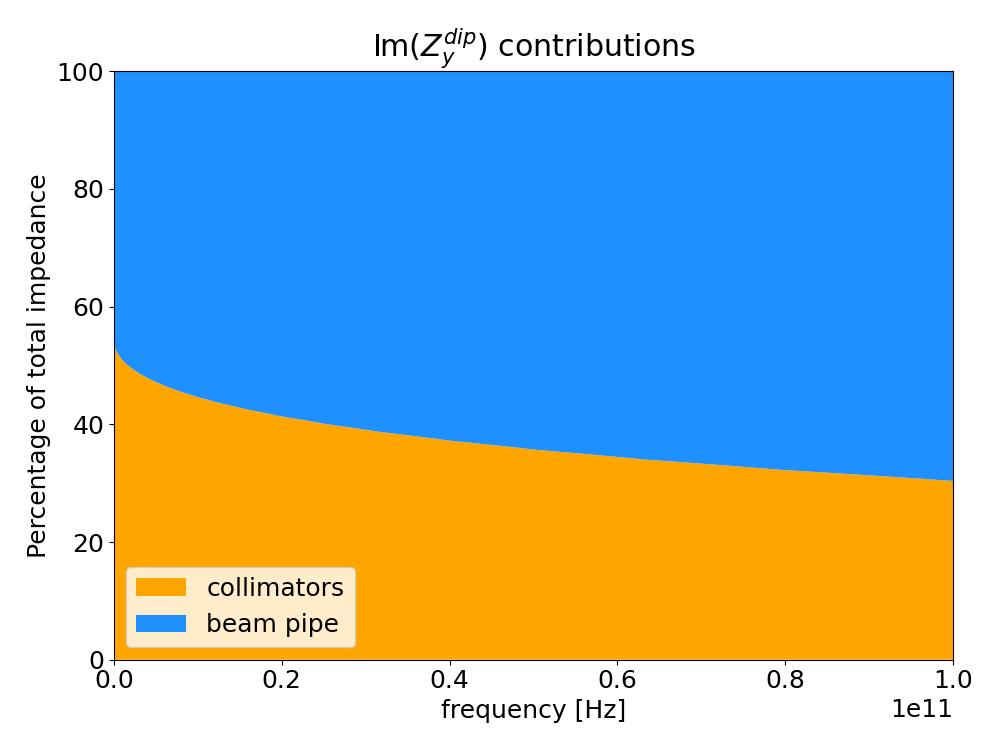 Im(Z_y^{dip}) contributions
Percentage of total impedance
100
80
60
40
20
0
collimators
beam pipe
0.0 0.2 0.4 0.6 0.8 1.0
frequency [Hz] 1e11